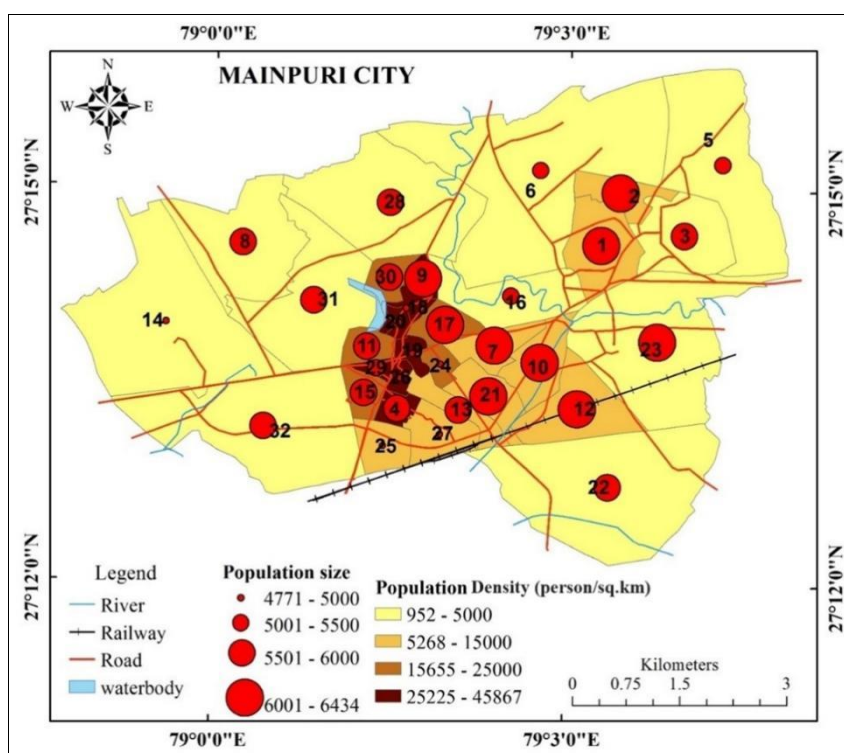 79°0'0"E 79°3'0"E
MAINPURI CITY
N
W E
S
27°15'0"N
27°15'0"N
5
6
2
28
8
3
1
30
9
31
16
14
18
20
17
11
7
23
19
10
29
24
26
15
21
4
13
12
32
27
25
22
27°12'0"N
27°12'0"N
Legend
River
Railway
Road
waterbody
Population size
4771 - 5000
5001 - 5500
5501 - 6000
6001 - 6434
Population Density (person/sq.km)
952 - 5000
5268 - 15000
15655 - 25000
25225 - 45867
Kilometers
0 0.75 1.5 3
79°0'0"E 79°3'0"E